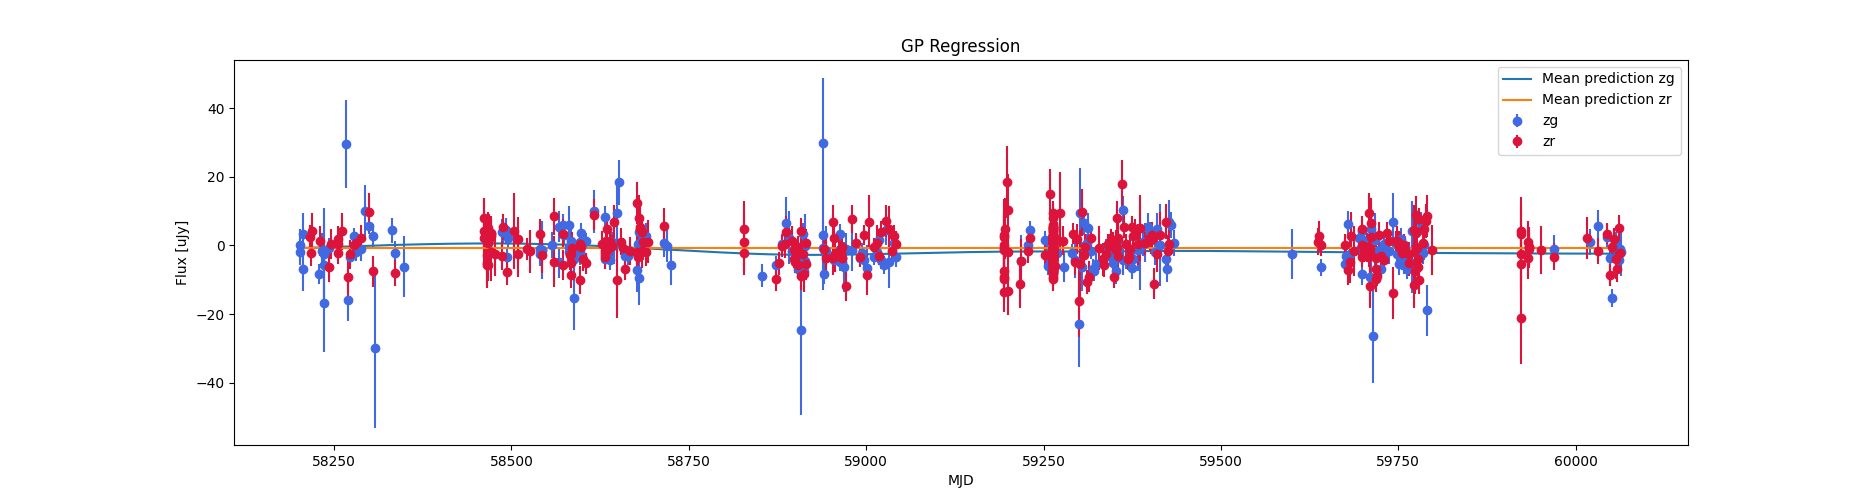 GP Regression
Mean prediction zg
Mean prediction zr
zg
zr
Flux [uJy]
40
20
0
−20
−40
58250
58500
58750
59000
59250
59500
59750
60000
MJD